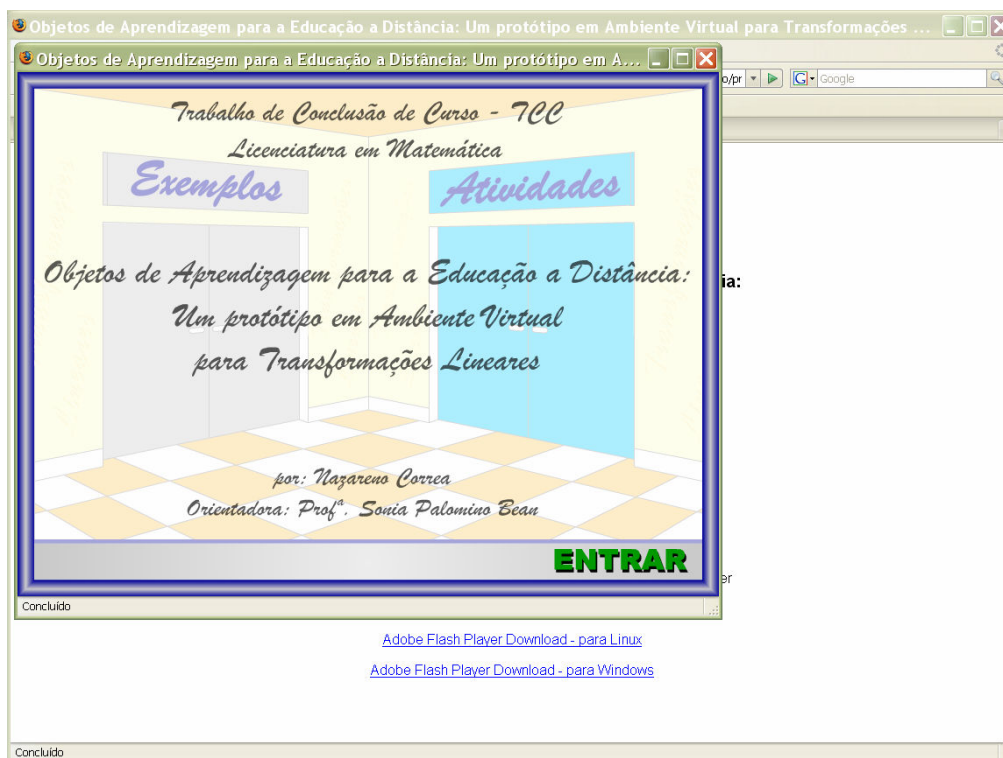 Objetos de Aprendizagem para a Educação a Distância: Um protótipo em Ambiente Virtual para Transformações ...
Objetos de Aprendizagem para a Educação a Distância: Um protótipo em A...
o/pr
Google
Trabalho de Conclusão de Curso - TCC
Licenciatura em Matemática
Exemplos
Atividades
Objetos de Aprendizagem para a Educação a Distância:
ia:
Um protótipo em Ambiente Virtual
para Transformações Lineares
por: Nazareno Correa
Orientadora: Profª. Sonia Palomino Bean
ENTRAR
er
Concluído
Adobe Flash Player Download - para Linux
Adobe Flash Player Download - para Windows
Concluído